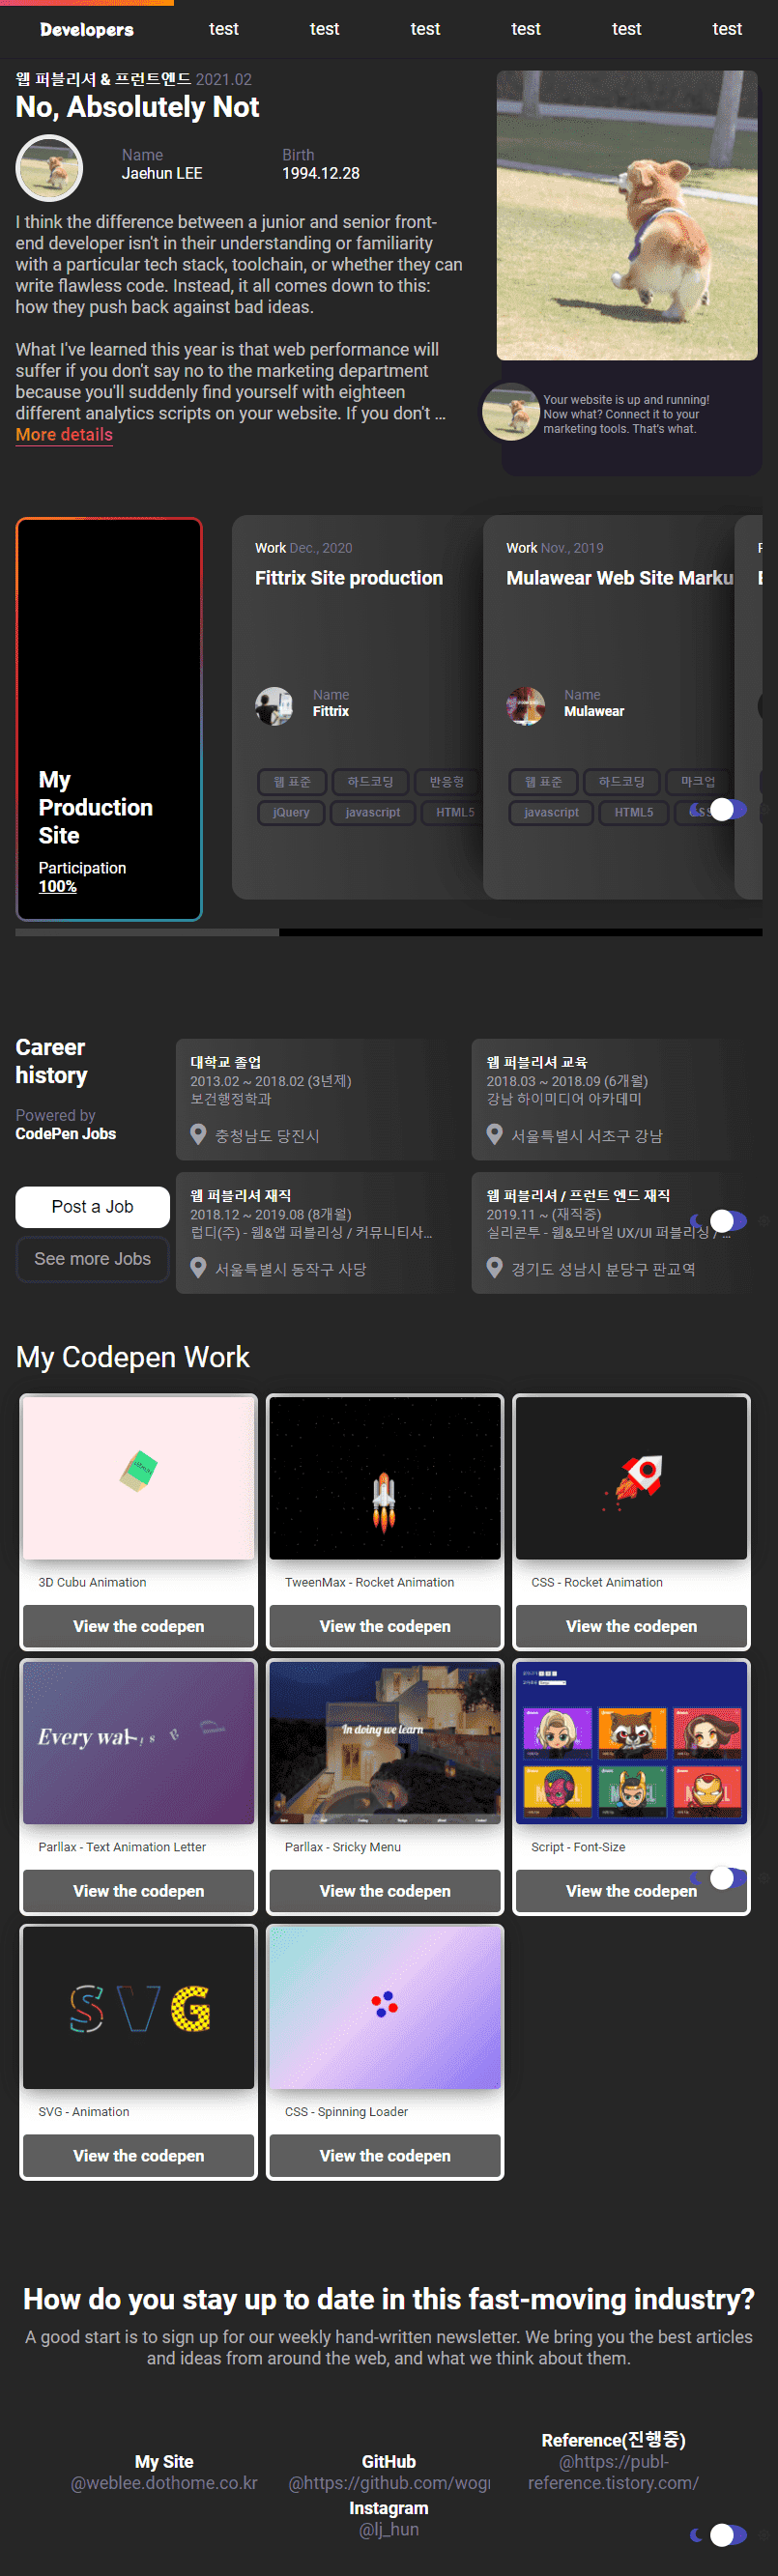 Developers test test test test test test
웹 퍼블리셔 & 프런트엔드 2021.02
No, Absolutely Not
Name Birth
Jaehun LEE 1994.12.28
I think the difference between a junior and senior front-
end developer isn't in their understanding or familiarity
with a particular tech stack, toolchain, or whether they can
write flawless code. Instead, it all comes down to this:
how they push back against bad ideas.
What I've learned this year is that web performance will
suffer if you don't say no to the marketing department
because you'll suddenly find yourself with eighteen
different analytics scripts on your website. If you don't ...
More details
Your website is up and running!
Now what? Connect it to your
marketing tools. That's what.
My
Production
Site
Participation
100%
Work Dec., 2020
Fittrix Site production
Name
Fittrix
웹 표준 하드코딩 반응형
jQuery javascript HTML5
Work Nov., 2019
Mulawear Web Site Marku
Name
Mulawear
웹 표준 하드코딩 마크업
javascript HTML5
Career
history
Powered by
CodePen Jobs
Post a Job
See more Jobs
대학교 졸업
2013.02 ~ 2018.02 (3년제)
보건행정학과
충청남도 당진시
웹 퍼블리셔 교육
2018.03 ~ 2018.09 (6개월)
강남 하이미디어 아카데미
서울특별시 서초구 강남
웹 퍼블리셔 재직
2018.12 ~ 2019.08 (8개월)
럽디(주) - 웹&앱 퍼블리싱 / 커뮤니티사...
서울특별시 동작구 사당
웹 퍼블리셔 / 프런트 엔드 재직
2019.11 ~ (재직중)
실리콘투 - 웹&모바일 UX/UI 퍼블리싱 / ...
경기도 성남시 분당구 판교역
My Codepen Work
3D Cubu Animation
View the codepen
TweenMax - Rocket Animation
View the codepen
CSS - Rocket Animation
View the codepen
Every wal
Parllax - Text Animation Letter
View the codepen
In doing we learn
Parllax - Sricky Menu
View the codepen
Script - Font-Size
View the codepen
SVG
SVG - Animation
View the codepen
CSS - Spinning Loader
View the codepen
How do you stay up to date in this fast-moving industry?
A good start is to sign up for our weekly hand-written newsletter. We bring you the best articles
and ideas from around the web, and what we think about them.
My Site
@weblee.dothome.co.kr
GitHub
@https://github.com/wogi
Reference(진행중)
@https://publ-
reference.tistory.com/
Instagram
@lj_hun